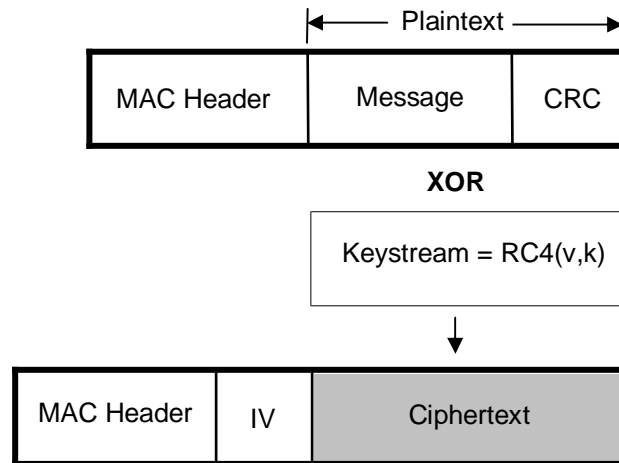 Plaintext
MAC Header Message CRC
XOR
Keystream = RC4(v,k)
MAC Header IV Ciphertext